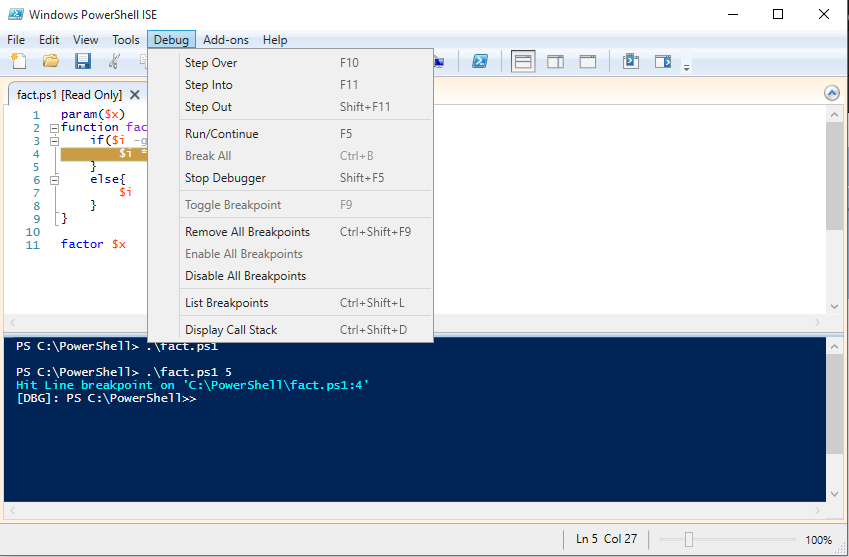 Windows PowerShell ISE
File Edit View Tools Debug Add-ons Help
Step Over F10
Step Into F11
Step Out Shift+F11
Run/Continue F5
Break All Ctrl+B
Stop Debugger Shift+F5
Toggle Breakpoint F9
Remove All Breakpoints Ctrl+Shift+F9
Enable All Breakpoints
Disable All Breakpoints
List Breakpoints Ctrl+Shift+L
Display Call Stack Ctrl+Shift+D
fact.ps1 [Read Only]
1 param($x)
2 function fac
3 if($i -g
4 $i *
5 }
6 else{
7 $i
8 }
9 }
10
11 factor $x
PS C:\PowerShell> .\fact.ps1
PS C:\PowerShell> .\fact.ps1 5
Hit Line breakpoint on 'C:\PowerShell\fact.ps1:4'
[DBG]: PS C:\PowerShell>>
Ln 5 Col 27
100%